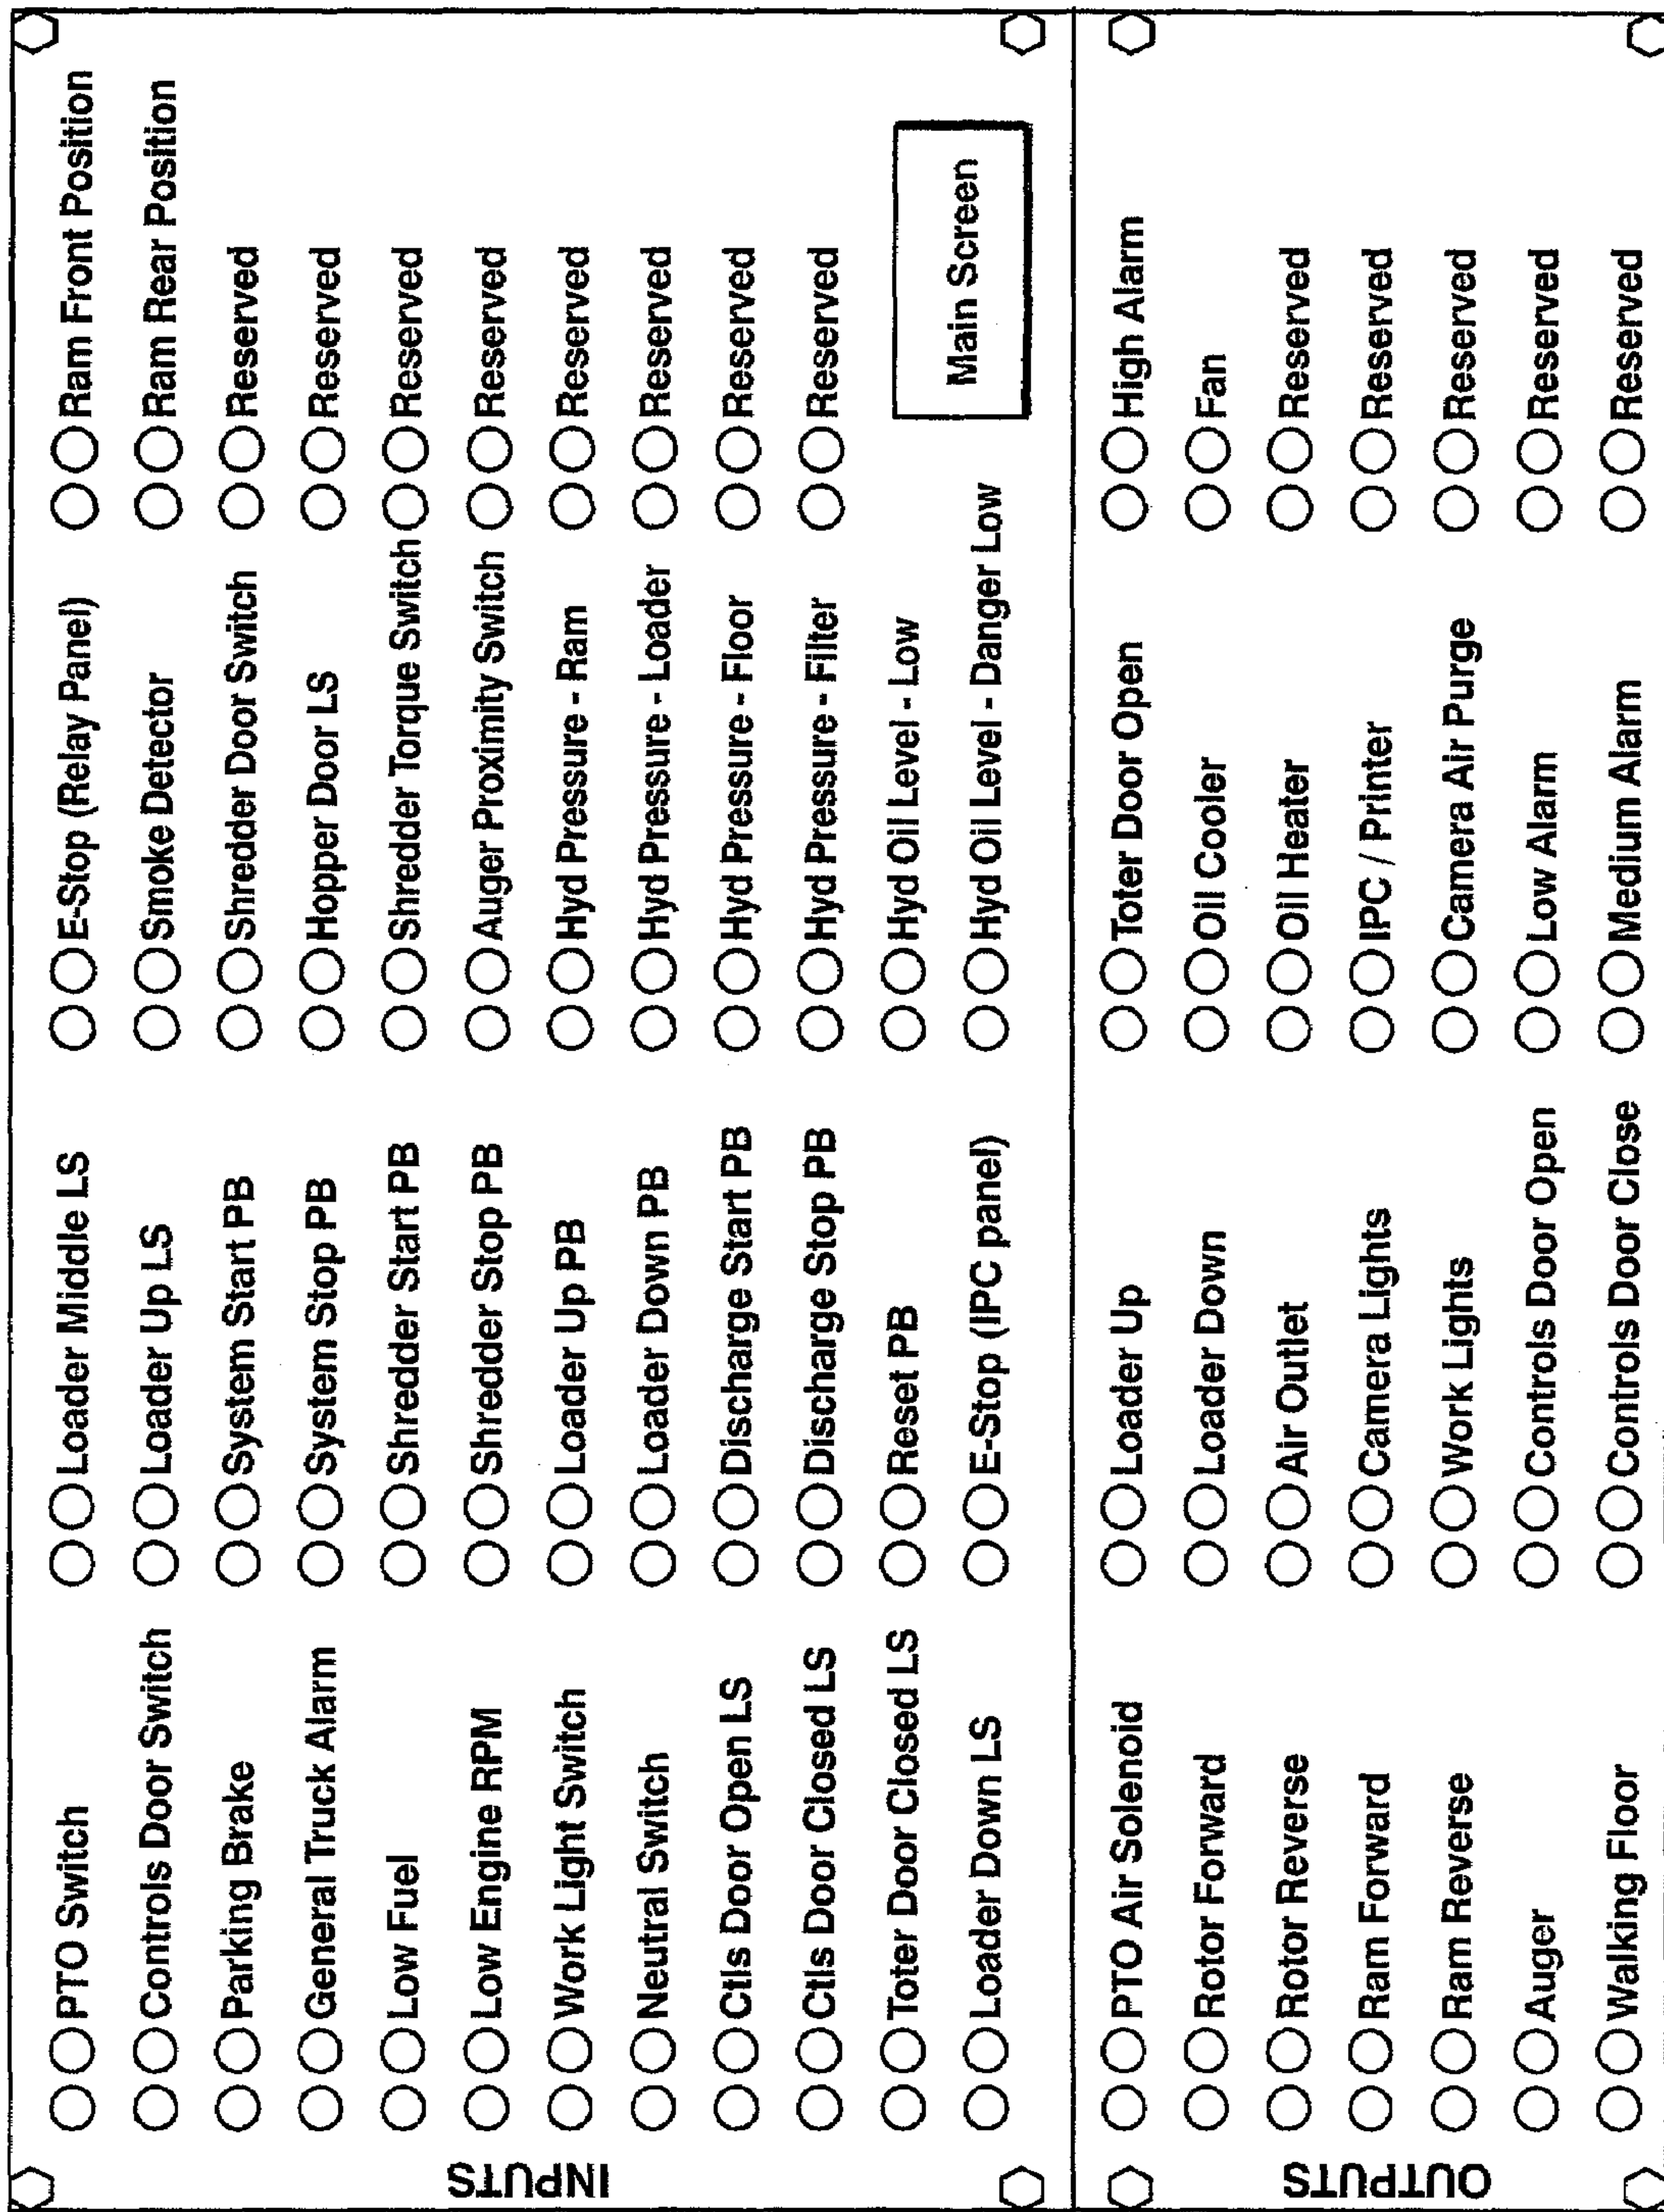 INPUTS
PTO Switch
Controls Door Switch
Parking Brake
General Truck Alarm
Low Fuel
Low Engine RPM
Work Light Switch
Neutral Switch
Ctls Door Open LS
Ctls Door Closed LS
Toter Door Closed LS
Loader Down LS
Loader Middle LS
Loader Up LS
System Start PB
System Stop PB
Shredder Start PB
Shredder Stop PB
Loader Up PB
Loader Down PB
Discharge Start PB
Discharge Stop PB
Reset PB
E-Stop (IPC panel)
E-Stop (Relay Panel)
Smoke Detector
Shredder Door Switch
Hopper Door LS
Shredder Torque Switch
Auger Proximity Switch
Hyd Pressure - Ram
Hyd Pressure - Loader
Hyd Pressure - Floor
Hyd Pressure - Filter
Hyd Oil Level - Low
Hyd Oil Level - Danger Low
Ram Front Position
Ram Rear Position
Reserved
Reserved
Reserved
Reserved
Reserved
Reserved
Reserved
Reserved
Main Screen
OUTPUTS
PTO Air Solenoid
Rotor Forward
Rotor Reverse
Ram Forward
Ram Reverse
Auger
Walking Floor
Loader Up
Loader Down
Air Outlet
Camera Lights
Work Lights
Controls Door Open
Controls Door Close
Toter Door Open
Oil Cooler
Oil Heater
IPC / Printer
Camera Air Purge
Low Alarm
Medium Alarm
High Alarm
Fan
Reserved
Reserved
Reserved
Reserved
Reserved